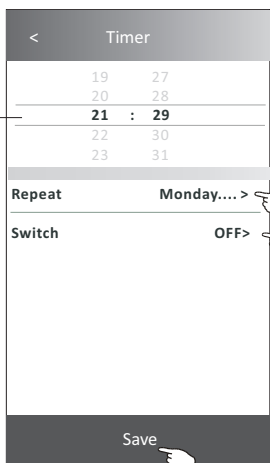 < Timer
19 27
20 28
21 : 29
22 30
23 31
Repeat Monday.... >
Switch OFF>
Save